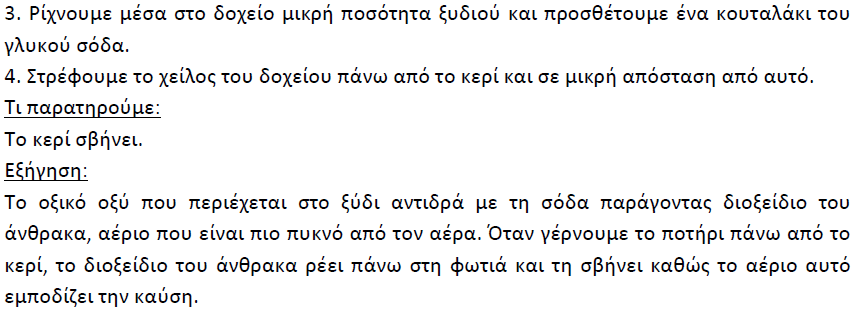 3. Ρίχνουμε μέσα στο δοχείο μικρή ποσότητα ξυδιού και προσθέτουμε ένα κουταλάκι του
γλυκού σόδα.
4. Στρέφουμε το χείλος του δοχείου πάνω από το κερί και σε μικρή απόσταση από αυτό.
Τι παρατηρούμε:
Το κερί σβήνει.
Εξήγηση:
Το οξικό οξύ που περιέχεται στο ξύδι αντιδρά με τη σόδα παράγοντας διοξείδιο του
άνθρακα, αέριο που είναι πιο πυκνό από τον αέρα. Όταν γέρνουμε το ποτήρι πάνω από το
κερί, το διοξείδιο του άνθρακα ρέει πάνω στη φωτιά και τη σβήνει καθώς το αέριο αυτό
εμποδίζει την καύση.